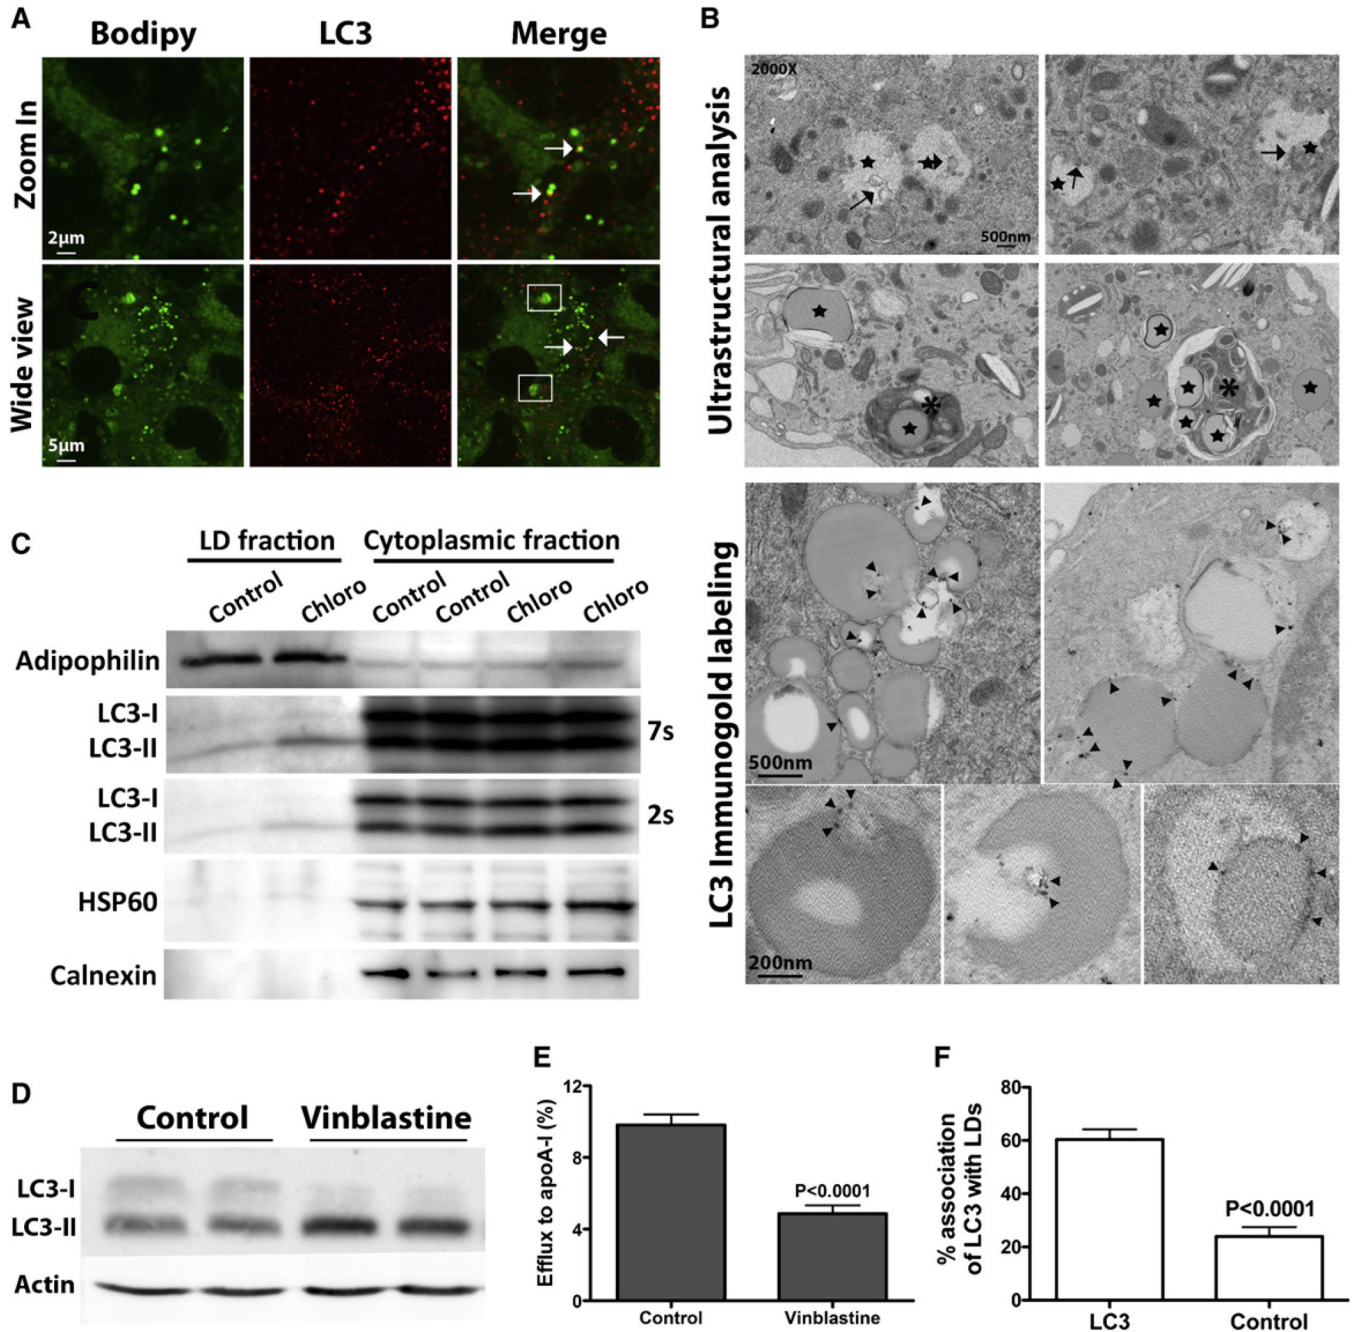 A
Bodipy LC3 Merge
Zoom In
2µm
Wide view
C
5µm
B
Ultrastructural analysis
2000X
500nm
LC3 Immunogold labeling
500nm
200nm
C
LD fraction Cytoplasmic fraction
Control Chloro Control Control Chloro Chloro
Adipophilin
LC3-I
LC3-II
7s
LC3-I
LC3-II
2s
HSP60
Calnexin
D
Control Vinblastine
LC3-I
LC3-II
Actin
E
Efflux to apoA-I (%)
12
8
4
0
P<0.0001
Control Vinblastine
F
% association
of LC3 with LDs
80
60
40
20
0
P<0.0001
LC3 Control